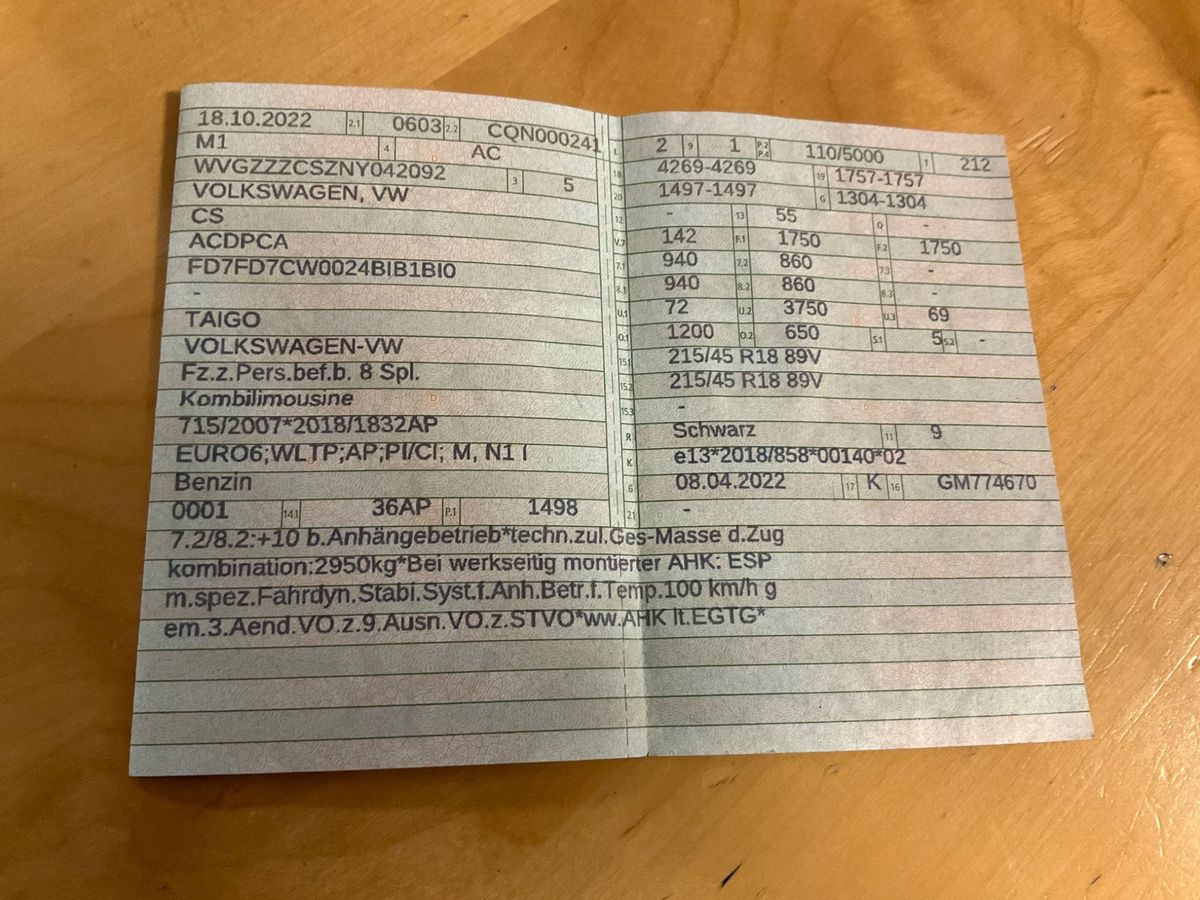 18.10.2022 2.1 0603 2.2 CQN000241
M1 4 AC
WVGZZZCSZNY042092 3 5
VOLKSWAGEN, VW
CS
ACDPCA
FD7FD7CW0024BIB1BI0
-
TAIGO
VOLKSWAGEN-VW
Fz.z.Pers.bef.b. 8 Spl.
Kombilimousine
715/2007*2018/1832AP
EURO6;WLTP;AP;PI/CI; M, N1 I
Benzin
0001 14.1 36AP P.1 1498
L 2 9 1 P.2 P.4 110/5000 T 212
18 4269-4269 19 1757-1757
20 1497-1497 G 1304-1304
12 - 13 55 Q -
V.7 142 F.1 1750 F.2 1750
7.1 940 7.2 860 7.3 -
8.1 940 8.2 860 8.3 -
U.1 72 U.2 3750 U.3 69
O.1 1200 O.2 650 S.1 5 S.2 -
15.1 215/45 R18 89V
15.2 215/45 R18 89V
15.3 -
R Schwarz 11 9
K e13*2018/858*00140*02
6 08.04.2022 17 K 16 GM774670
21 -
7.2/8.2:+10 b.Anhängebetrieb*techn.zul.Ges-Masse d.Zug
kombination:2950kg*Bei werkseitig montierter AHK: ESP
m.spez.Fahrdyn.Stabi.Syst.f.Anh.Betr.f.Temp.100 km/h g
em.3.Aend.VO.z.9.Ausn.VO.z.STVO*ww.AHK lt.EGTG*